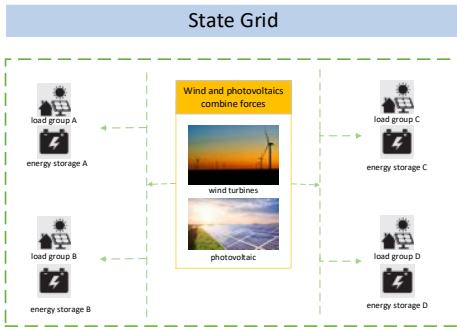 State Grid
Wind and photovoltaics
combine forces
load group A
energy storage A
load group C
energy storage C
wind turbines
photovoltaic
load group B
energy storage B
load group D
energy storage D